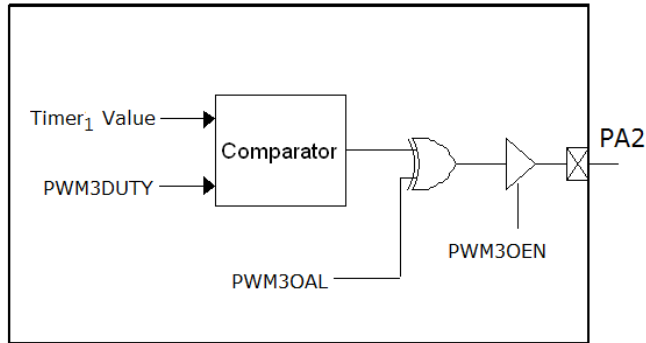 Timer1 Value
Comparator
PA2
PWM3DUTY
PWM3OEN
PWM3OAL